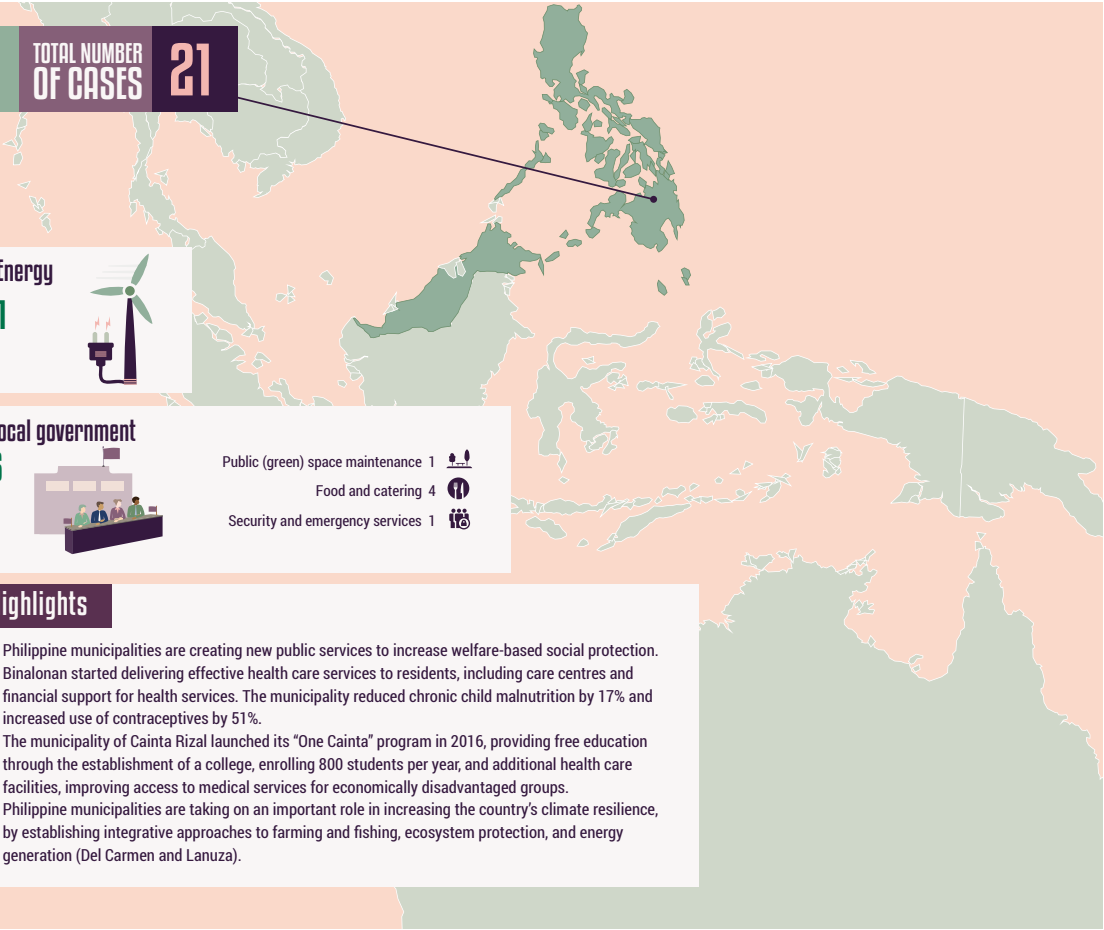 TOTAL NUMBER
OF CASES
21
Energy
1
ocal government
Public (green) space maintenance 1
Food and catering 4
Security and emergency services 1
ighlights
Philippine municipalities are creating new public services to increase welfare-based social protection.
Binalonan started delivering effective health care services to residents, including care centres and
financial support for health services. The municipality reduced chronic child malnutrition by 17% and
increased use of contraceptives by 51%.
The municipality of Cainta Rizal launched its “One Cainta” program in 2016, providing free education
through the establishment of a college, enrolling 800 students per year, and additional health care
facilities, improving access to medical services for economically disadvantaged groups.
Philippine municipalities are taking on an important role in increasing the country’s climate resilience,
by establishing integrative approaches to farming and fishing, ecosystem protection, and energy
generation (Del Carmen and Lanuza).